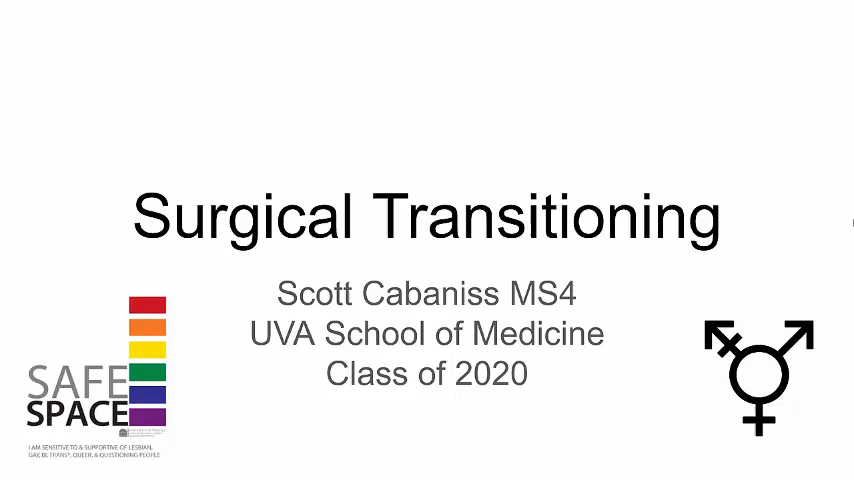 Surgical Transitioning
Scott Cabaniss MS4
UVA School of Medicine
Class of 2020
SAFE
SPACE
I AM SENSITIVE TO & SUPPORTIVE OF LESBIAN,
GAY, BI, TRANS*, QUEER, & QUESTIONING PEOPLE